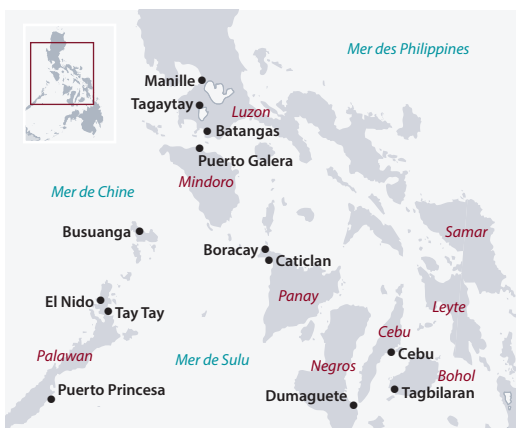 Mer des Philippines
Manille
Tagaytay
Luzon
Batangas
Puerto Galera
Mindoro
Mer de Chine
Busuanga
Samar
Boracay
Caticlan
Panay
El Nido
Tay Tay
Leyte
Cebu
Palawan
Mer de Sulu
Cebu
Negros
Bohol
Puerto Princesa
Dumaguete
Tagbilaran